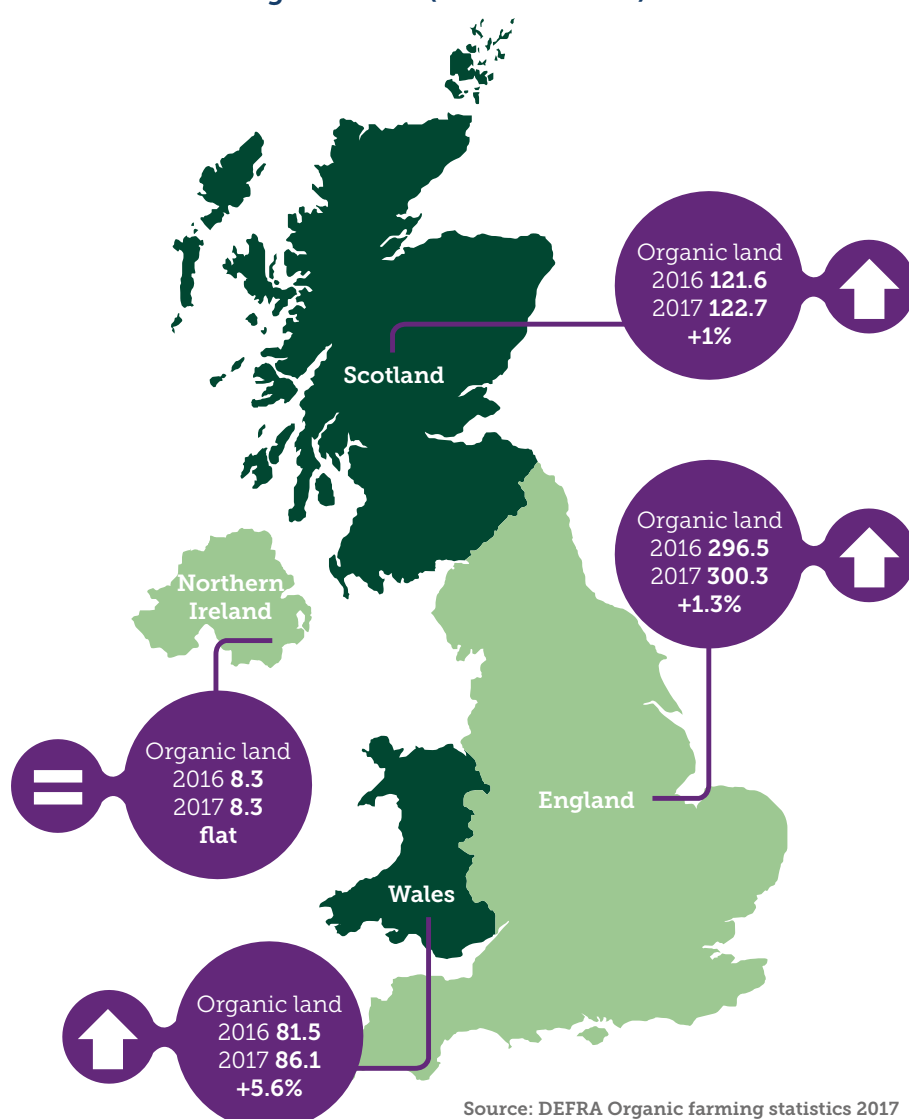 Organic land
2016 121.6
2017 122.7
+1%
Scotland
Organic land
2016 296.5
2017 300.3
+1.3%
Northern
Ireland
Organic land
2016 8.3
2017 8.3
flat
England
Wales
Organic land
2016 81.5
2017 86.1
+5.6%
Source: DEFRA Organic farming statistics 2017